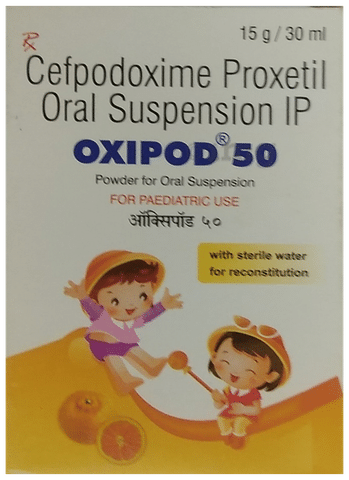 15 g / 30 ml
Rx
Cefpodoxime Proxetil
Oral Suspension IP
OXIPOD® 50
Powder for Oral Suspension
FOR PAEDIATRIC USE
ऑक्सिपॉड ५०
with sterile water
for reconstitution